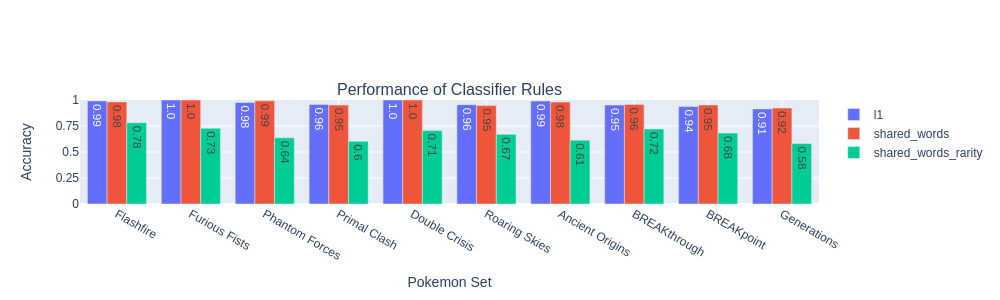 Performance of Classifier Rules
Accuracy
1
0.75
0.5
0.25
0
0.99
0.98
0.78
1.0
1.0
0.73
0.98
0.99
0.64
0.96
0.95
0.6
1.0
1.0
0.71
0.96
0.95
0.67
0.99
0.98
0.61
0.95
0.96
0.72
0.94
0.95
0.68
0.91
0.92
0.58
Flashfire
Furious Fists
Phantom Forces
Primal Clash
Double Crisis
Roaring Skies
Ancient Origins
BREAKthrough
BREAKpoint
Generations
Pokemon Set
l1
shared_words
shared_words_rarity